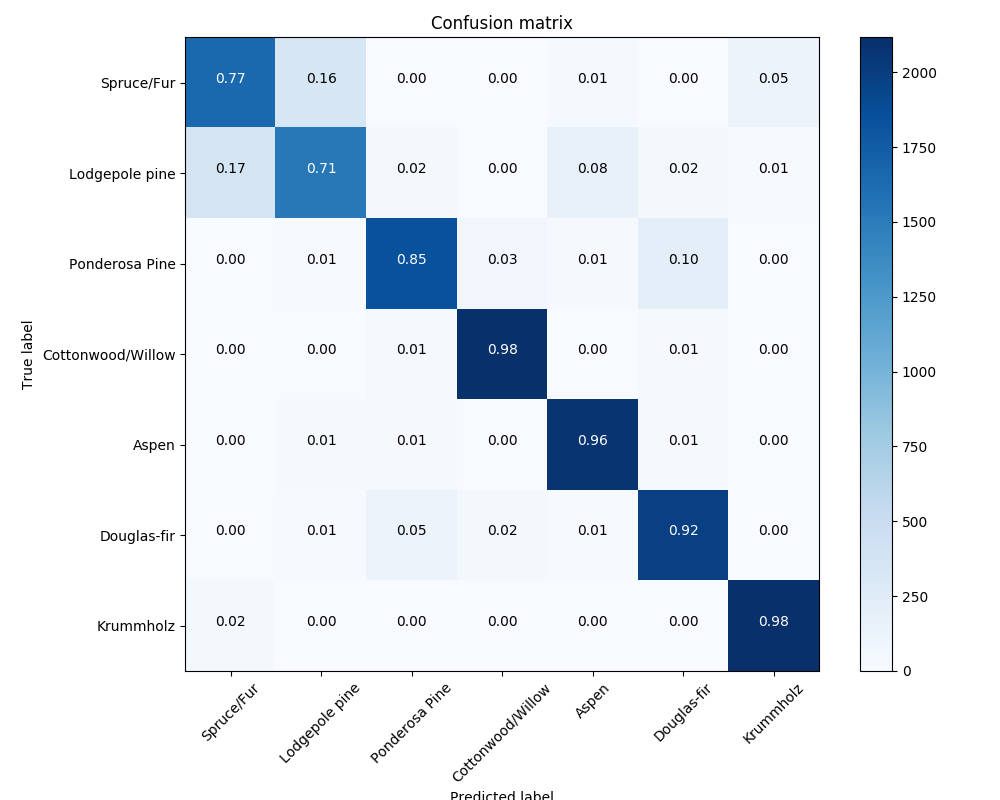 Confusion matrix
True label
Spruce/Fur 0.77 0.16 0.00 0.00 0.01 0.00 0.05
Lodgepole pine 0.17 0.71 0.02 0.00 0.08 0.02 0.01
Ponderosa Pine 0.00 0.01 0.85 0.03 0.01 0.10 0.00
Cottonwood/Willow 0.00 0.00 0.01 0.98 0.00 0.01 0.00
Aspen 0.00 0.01 0.01 0.00 0.96 0.01 0.00
Douglas-fir 0.00 0.01 0.05 0.02 0.01 0.92 0.00
Krummholz 0.02 0.00 0.00 0.00 0.00 0.00 0.98
Spruce/Fur Lodgepole pine Ponderosa Pine Cottonwood/Willow Aspen Douglas-fir Krummholz
Predicted label
2000
1750
1500
1250
1000
750
500
250
0